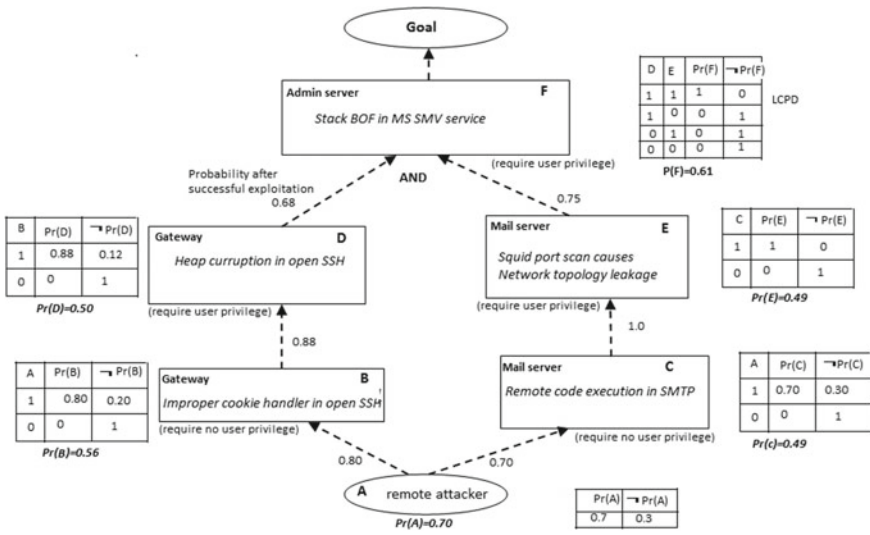 Goal
Admin server F
Stack BOF in MS SMV service
D E Pr(F) ¬Pr(F)
1 1 1 0
1 0 0 1
0 1 0 1
0 0 0 1
LCPD
P(F)=0.61
(require user privilege)
AND
Probability after
successful exploitation
0.68
0.75
B Pr(D) ¬Pr(D)
1 0.88 0.12
0 0 1
Pr(D)=0.50
Gateway D
Heap curruption in open SSH
(require user privilege)
Mail server E
Squid port scan causes
Network topology leakage
(require user privilege)
C Pr(E) ¬Pr(E)
1 1 0
0 0 1
Pr(E)=0.49
0.88
1.0
A Pr(B) ¬Pr(B)
1 0.80 0.20
0 0 1
Pr(B)=0.56
Gateway B
Improper cookie handler in open SSH
(require no user privilege)
Mail server C
Remote code execution in SMTP
(require no user privilege)
A Pr(C) ¬Pr(C)
1 0.70 0.30
0 0 1
Pr(c)=0.49
0.80
0.70
A remote attacker
Pr(A)=0.70
Pr(A) ¬Pr(A)
0.7 0.3